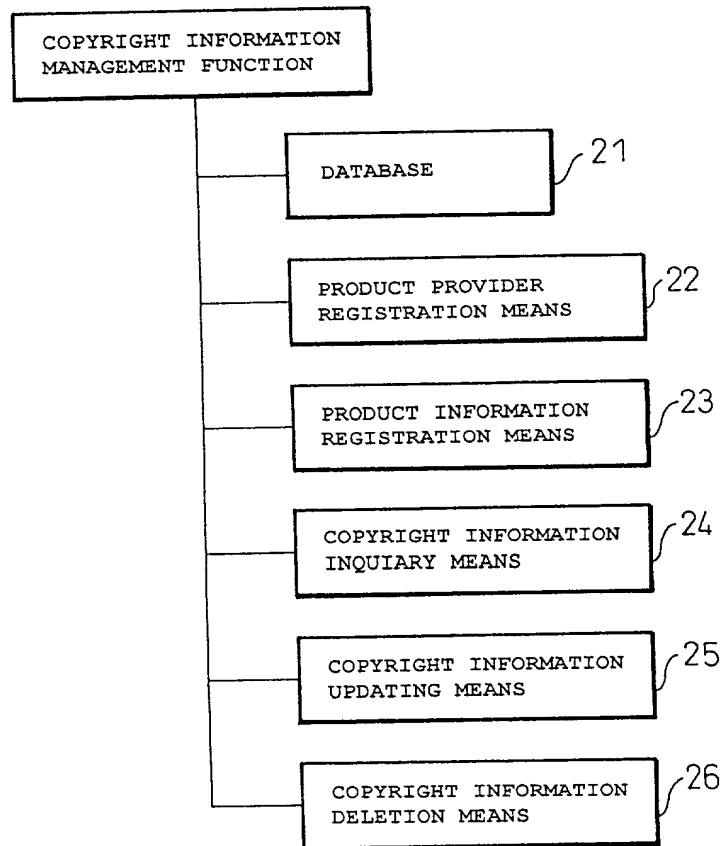 COPYRIGHT INFORMATION
MANAGEMENT FUNCTION
DATABASE
21
PRODUCT PROVIDER
REGISTRATION MEANS
22
PRODUCT INFORMATION
REGISTRATION MEANS
23
COPYRIGHT INFORMATION
INQUIARY MEANS
24
COPYRIGHT INFORMATION
UPDATING MEANS
25
COPYRIGHT INFORMATION
DELETION MEANS
26